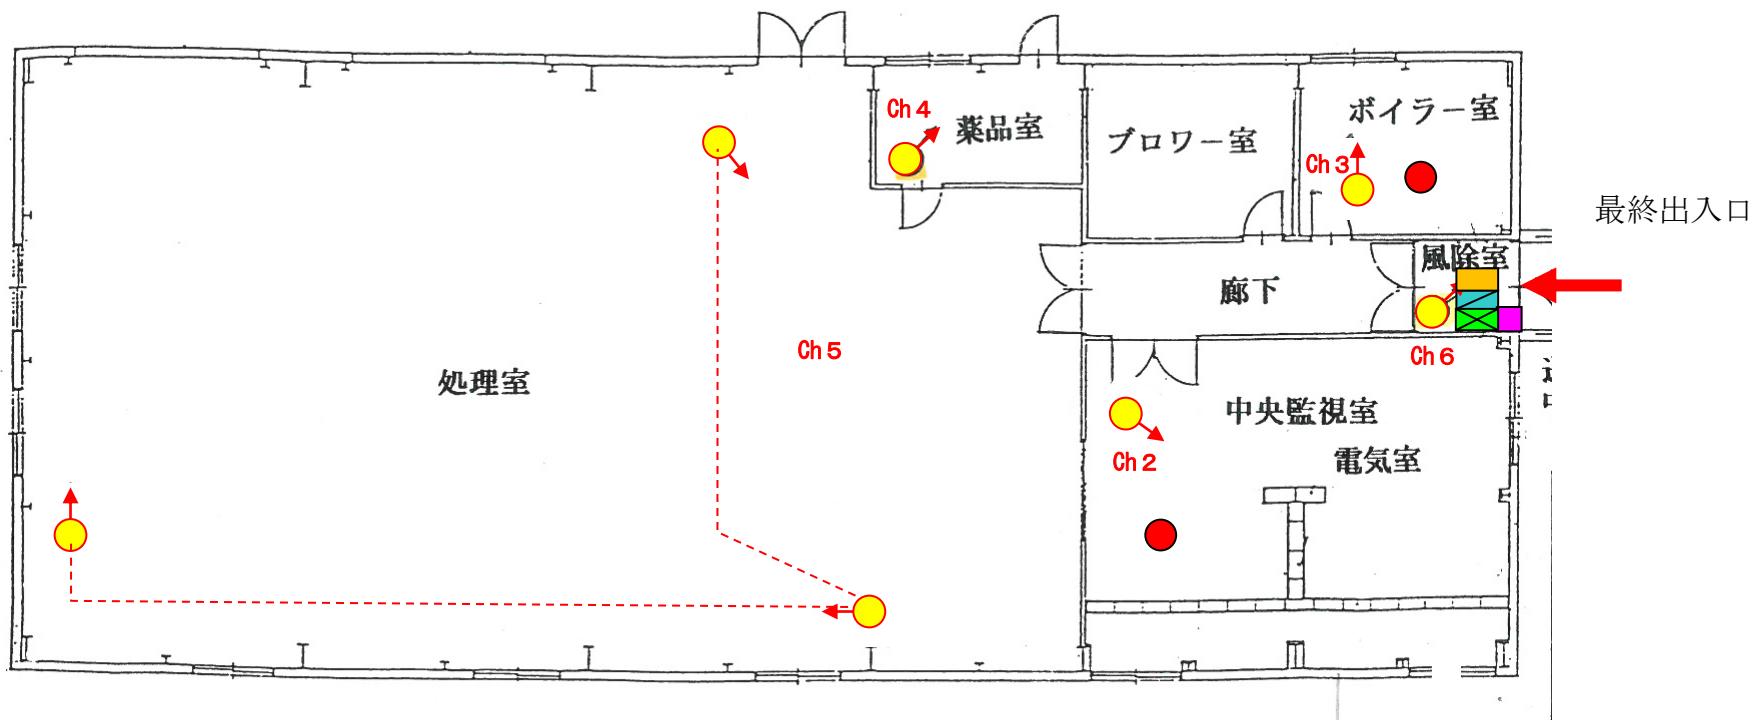 Ch4
薬品室
ブロワー室
ボイラー室
Ch3
最終出入口
風除室
廊下
Ch5
Ch6
処理室
中央監視室
Ch2
電気室